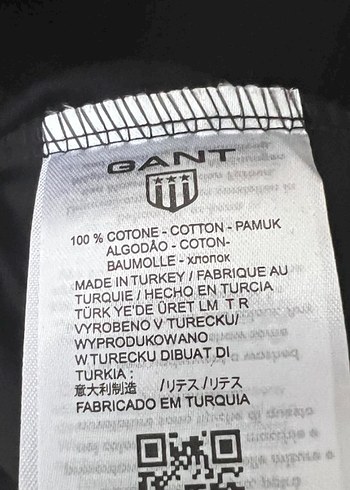 GANT
100 % COTONE - COTTON - PAMUK
ALGODÃO - COTON-
BAUMOLLE - хлопок
MADE IN TURKEY / FABRIQUE AU
TURQUIE / HECHO EN TURCIA
TÜRK YE'DE ÜRET LM T R
VYROBENO V TURECKU/
WYPRODUKOWANO
W.TURECKU DIBUAT DI
TURKIA :
意大利制造 /リテス /リテス
FABRICADO EM TURQUIA